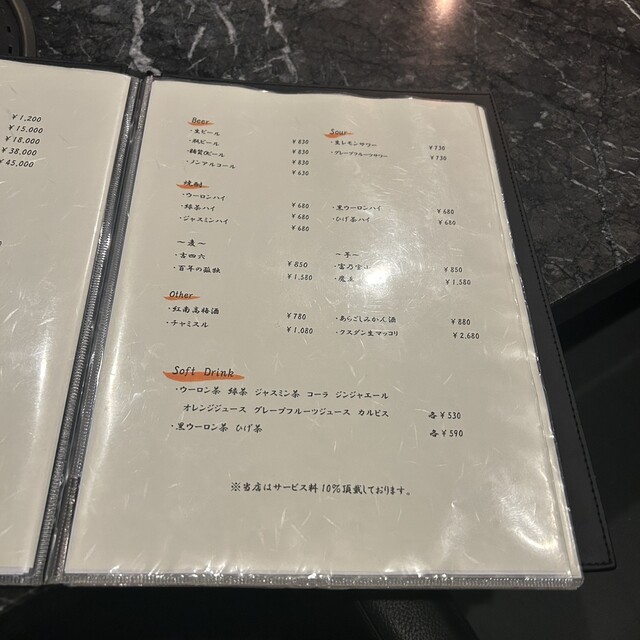 ¥1,200
¥15,000
¥18,000
¥38,000
¥45,000
Beer
・生ビール ¥830
・瓶ビール ¥830
・糖質0ビール ¥830
・ノンアルコール ¥630
Sour
・生レモンサワー ¥730
・グレープフルーツサワー ¥730
焼酎
・ウーロンハイ ¥680
・緑茶ハイ ¥680
・ジャスミンハイ ¥680
・黒ウーロンハイ ¥680
・ひげ茶ハイ ¥680
～麦～
・吉四六 ¥850
・百年の孤独 ¥1,580
～芋～
・富乃宝山 ¥850
・魔王 ¥1,580
Other
・紅南高梅酒 ¥780
・チャミスル ¥1,080
・あらごしみかん酒 ¥880
・クスダン生マッコリ ¥2,680
Soft Drink
・ウーロン茶 緑茶 ジャスミン茶 コーラ ジンジャエール
オレンジジュース グレープフルーツジュース カルピス 各¥530
・黒ウーロン茶 ひげ茶 各¥590
※当店はサービス料10%頂戴しております。